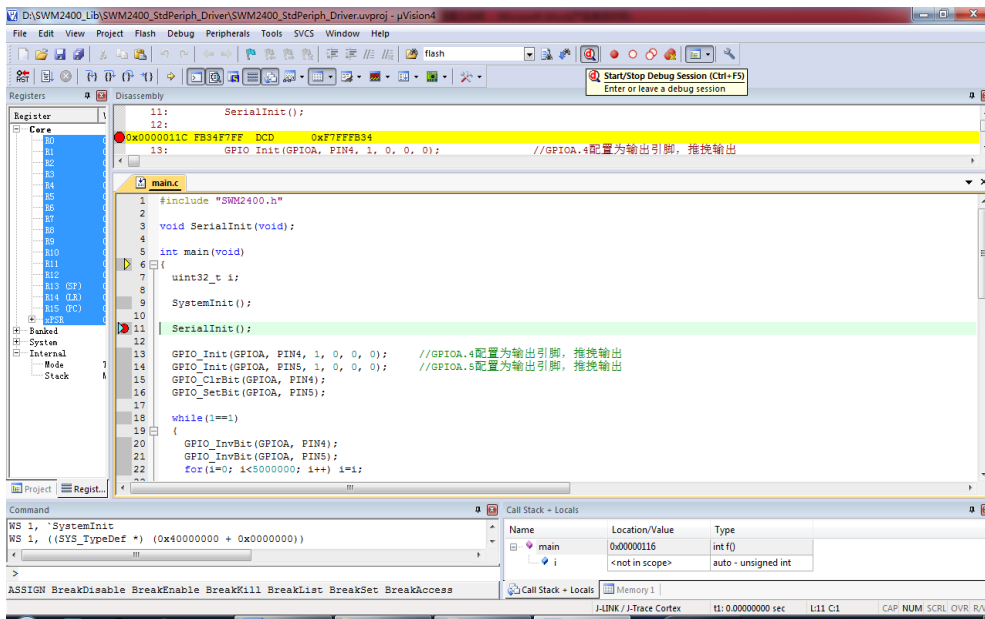 D:\SWM2400_Lib\SWM2400_StdPeriph_Driver\SWM2400_StdPeriph_Driver.uvproj - µVision4
File Edit View Project Flash Debug Peripherals Tools SVCS Window Help
flash
Start/Stop Debug Session (Ctrl+F5)
Enter or leave a debug session
Registers
Disassembly
Register
Core
R0
R1
R2
R3
R4
R5
R6
R7
R8
R9
R10
R11
R12
R13 (SP)
R14 (LR)
R15 (PC)
xPSR
Banked
System
Internal
Mode
Stack
Project
Regist...
11: SerialInit();
12:
0x0000011C FB34F7FF DCD 0xF7FFFB34
13: GPIO_Init(GPIOA, PIN4, 1, 0, 0, 0); //GPIOA.4配置为输出引脚，推挽输出
main.c
1 #include "SWM2400.h"
2
3 void SerialInit(void);
4
5 int main(void)
6 {
7 uint32_t i;
8
9 SystemInit();
10
11 SerialInit();
12
13 GPIO_Init(GPIOA, PIN4, 1, 0, 0, 0); //GPIOA.4配置为输出引脚，推挽输出
14 GPIO_Init(GPIOA, PIN5, 1, 0, 0, 0); //GPIOA.5配置为输出引脚，推挽输出
15 GPIO_ClrBit(GPIOA, PIN4);
16 GPIO_SetBit(GPIOA, PIN5);
17
18 while(1==1)
19 {
20 GPIO_InvBit(GPIOA, PIN4);
21 GPIO_InvBit(GPIOA, PIN5);
22 for(i=0; i<5000000; i++) i=i;
Command
WS 1, `SystemInit
WS 1, ((SYS_TypeDef *) (0x40000000 + 0x0000000))
>
ASSIGN BreakDisable BreakEnable BreakKill BreakList BreakSet BreakAccess
Call Stack + Locals
Name Location/Value Type
main 0x00000116 int f()
i <not in scope> auto - unsigned int
Call Stack + Locals
Memory 1
J-LINK / J-Trace Cortex t1: 0.00000000 sec L:11 C:1 CAP NUM SCRL OVR